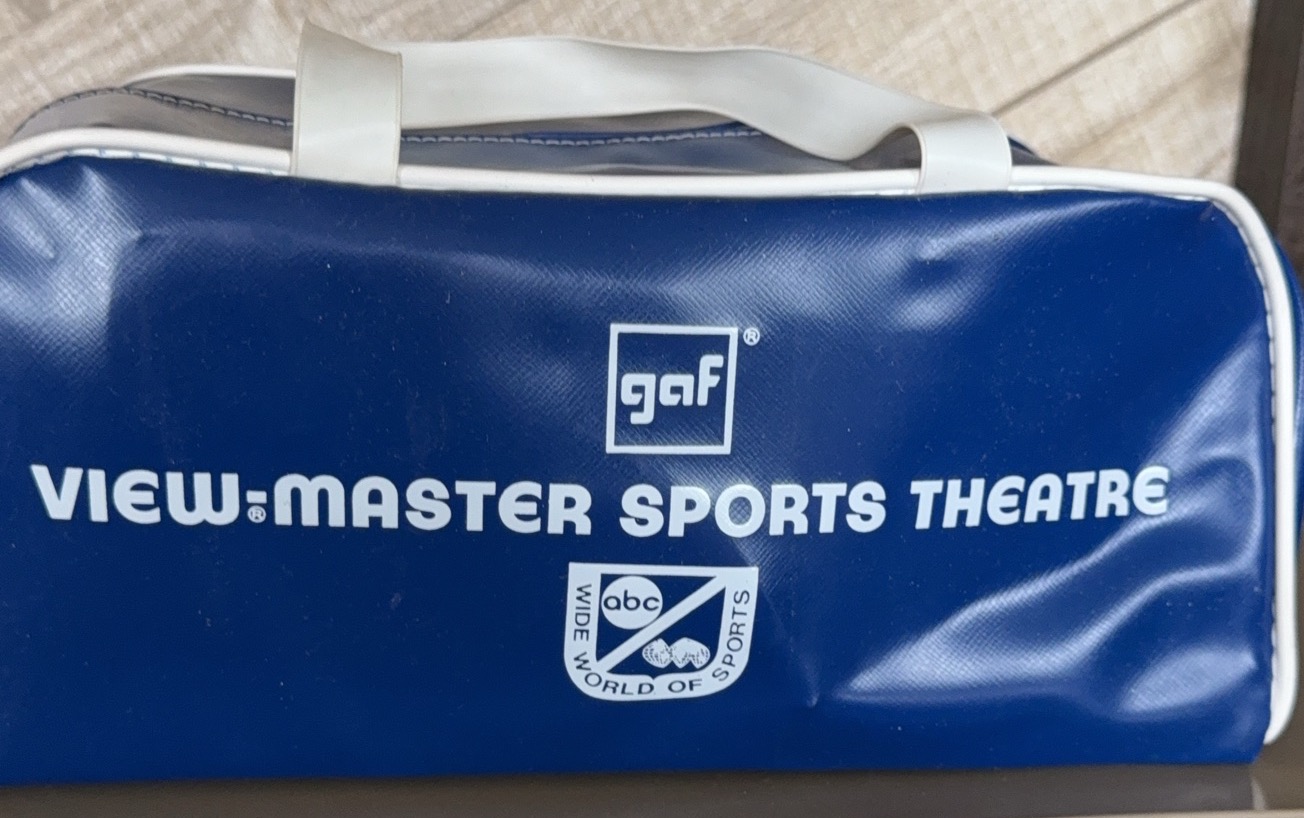 gaf®
VIEW-MASTER® SPORTS THEATRE
abc
WIDE WORLD OF SPORTS